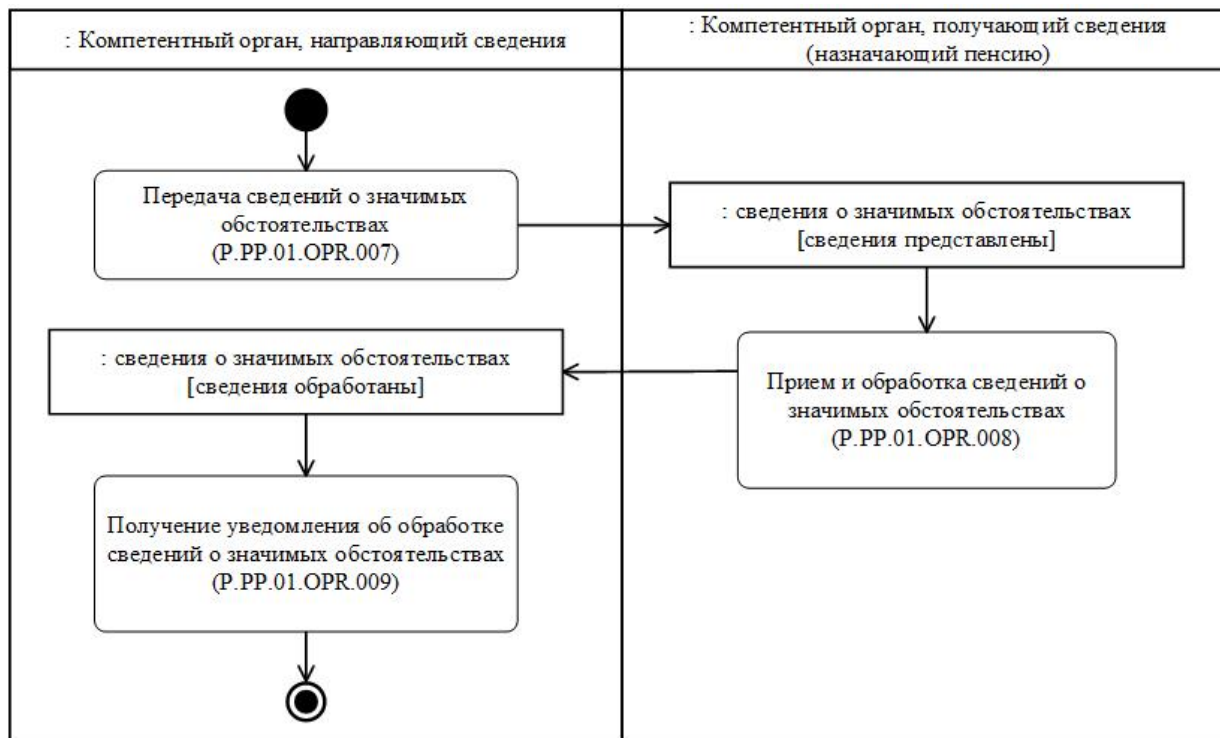 : Компетентный орган, направляющий сведения
: Компетентный орган, получающий сведения
(назначающий пенсию)
Передача сведений о значимых
обстоятельствах
(P.PP.01.OPR.007)
: сведения о значимых обстоятельствах
[сведения представлены]
: сведения о значимых обстоятельствах
[сведения обработаны]
Прием и обработка сведений о
значимых обстоятельствах
(P.PP.01.OPR.008)
Получение уведомления об обработке
сведений о значимых обстоятельствах
(P.PP.01.OPR.009)